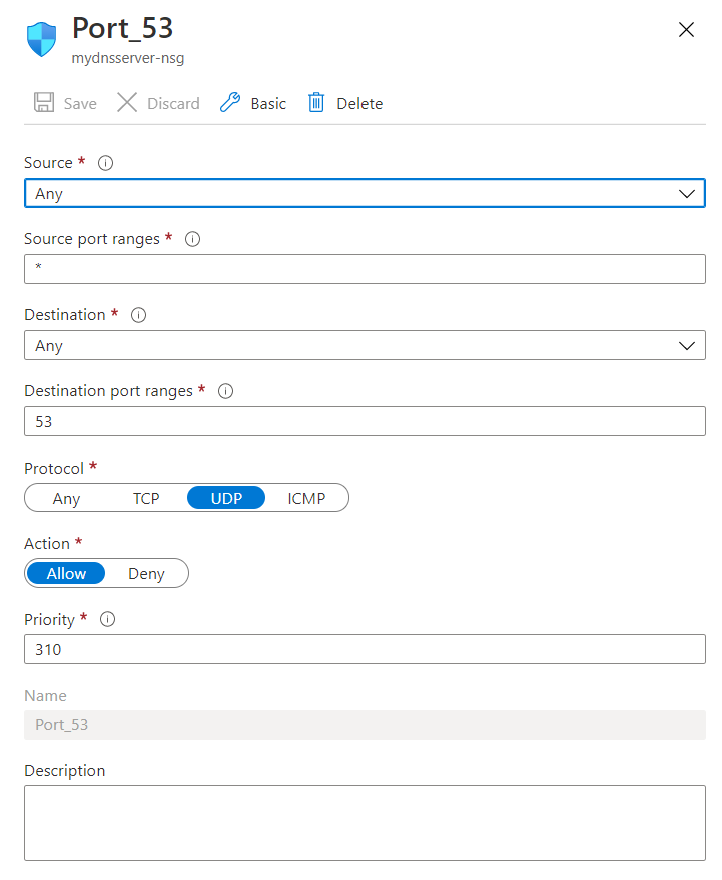 Port_53
mydnsserver-nsg
Save Discard Basic Delete
Source *
Any
Source port ranges *
*
Destination *
Any
Destination port ranges *
53
Protocol *
Any TCP UDP ICMP
Action *
Allow Deny
Priority *
310
Name
Port_53
Description